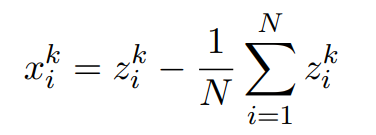 $x_i^k = z_i^k - \frac{1}{N} \sum_{i=1}^{N} z_i^k$